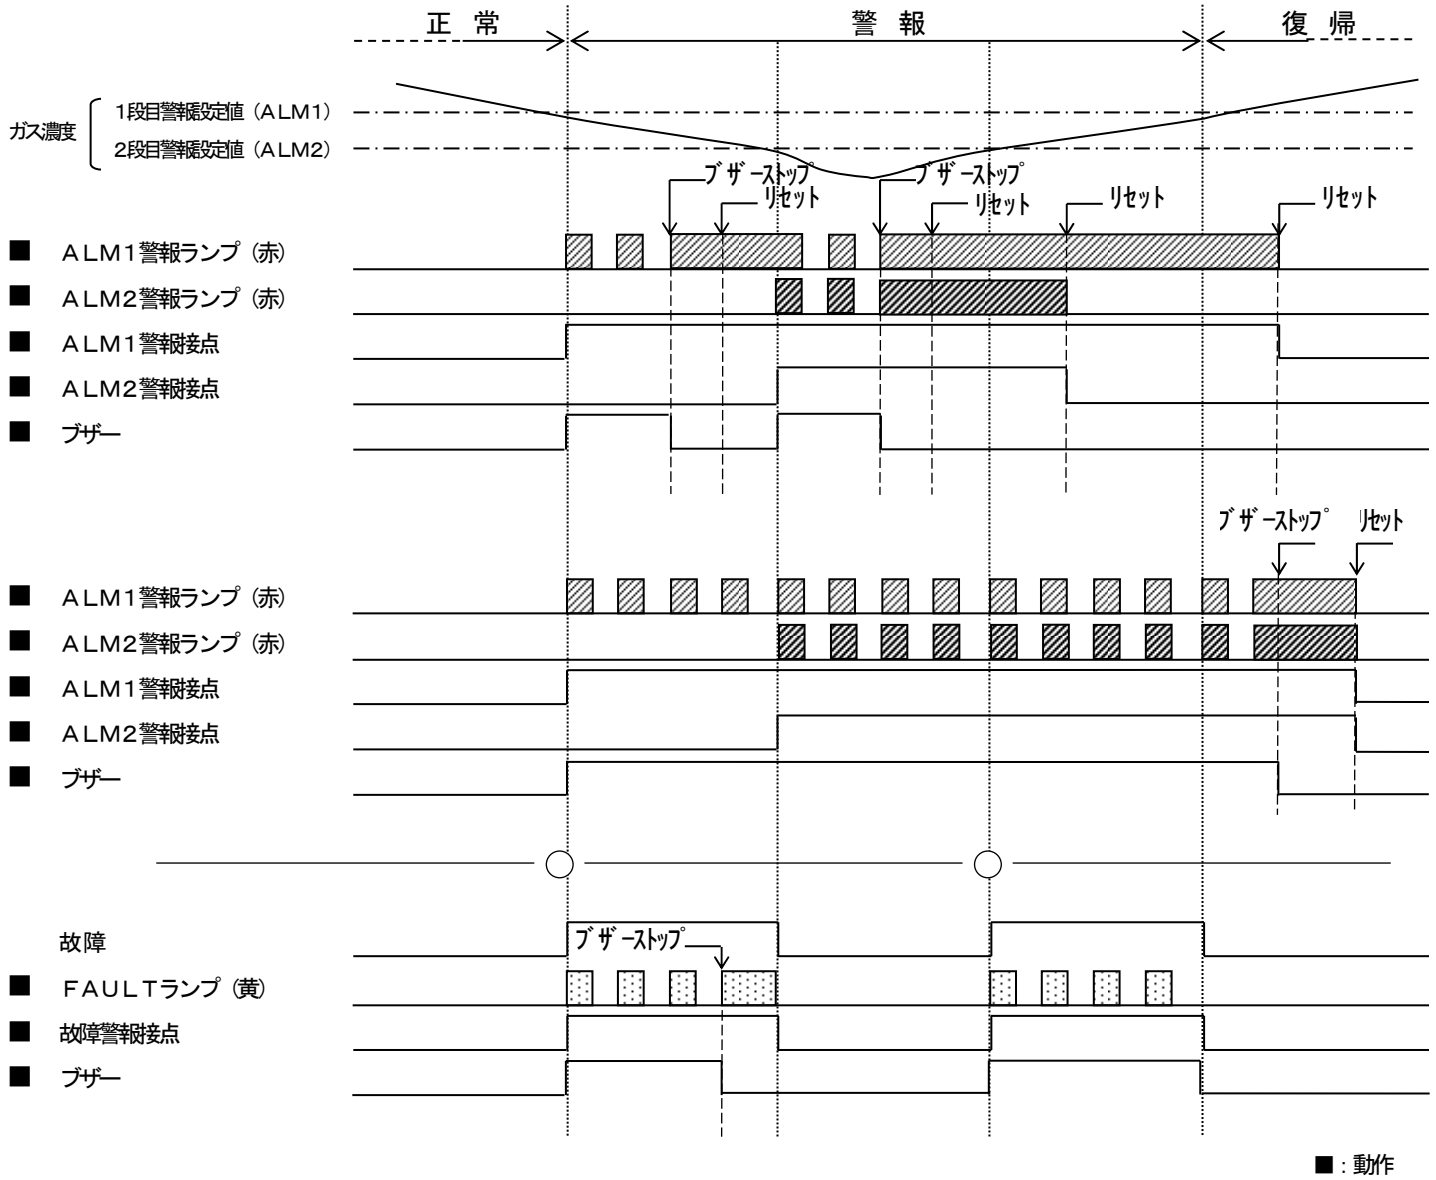 正 常
警 報
復 帰
ガス濃度
1段目警報設定値（ALM1）
2段目警報設定値（ALM2）
ブザーストップ
リセット
ブザーストップ
リセット
リセット
リセット
■ ALM1警報ランプ（赤）
■ ALM2警報ランプ（赤）
■ ALM1警報接点
■ ALM2警報接点
■ ブザー
ブザーストップ
リセット
■ ALM1警報ランプ（赤）
■ ALM2警報ランプ（赤）
■ ALM1警報接点
■ ALM2警報接点
■ ブザー
故障
ブザーストップ
■ FAULTランプ（黄）
■ 故障警報接点
■ ブザー
■：動作